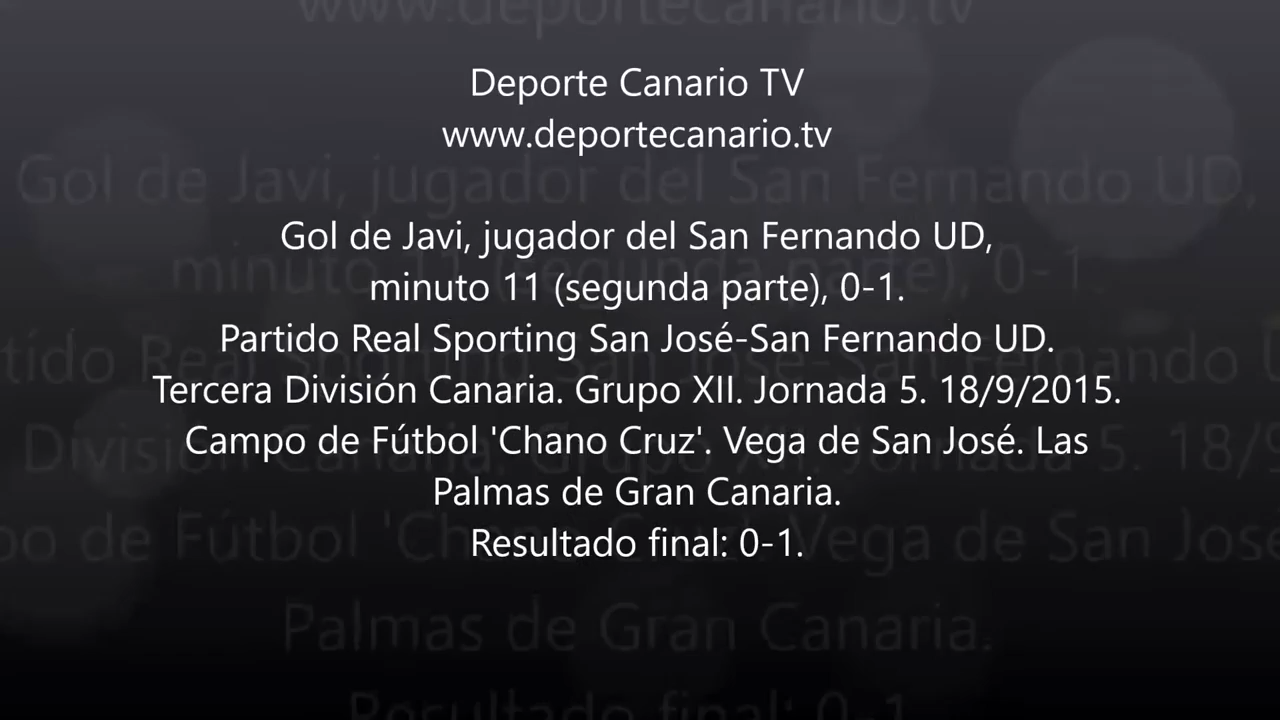 Deporte Canario TV
www.deportecanario.tv
Gol de Javi, jugador del San Fernando UD,
minuto 11 (segunda parte), 0-1.
Partido Real Sporting San José-San Fernando UD.
Tercera División Canaria. Grupo XII. Jornada 5. 18/9/2015.
Campo de Fútbol 'Chano Cruz'. Vega de San José. Las
Palmas de Gran Canaria.
Resultado final: 0-1.